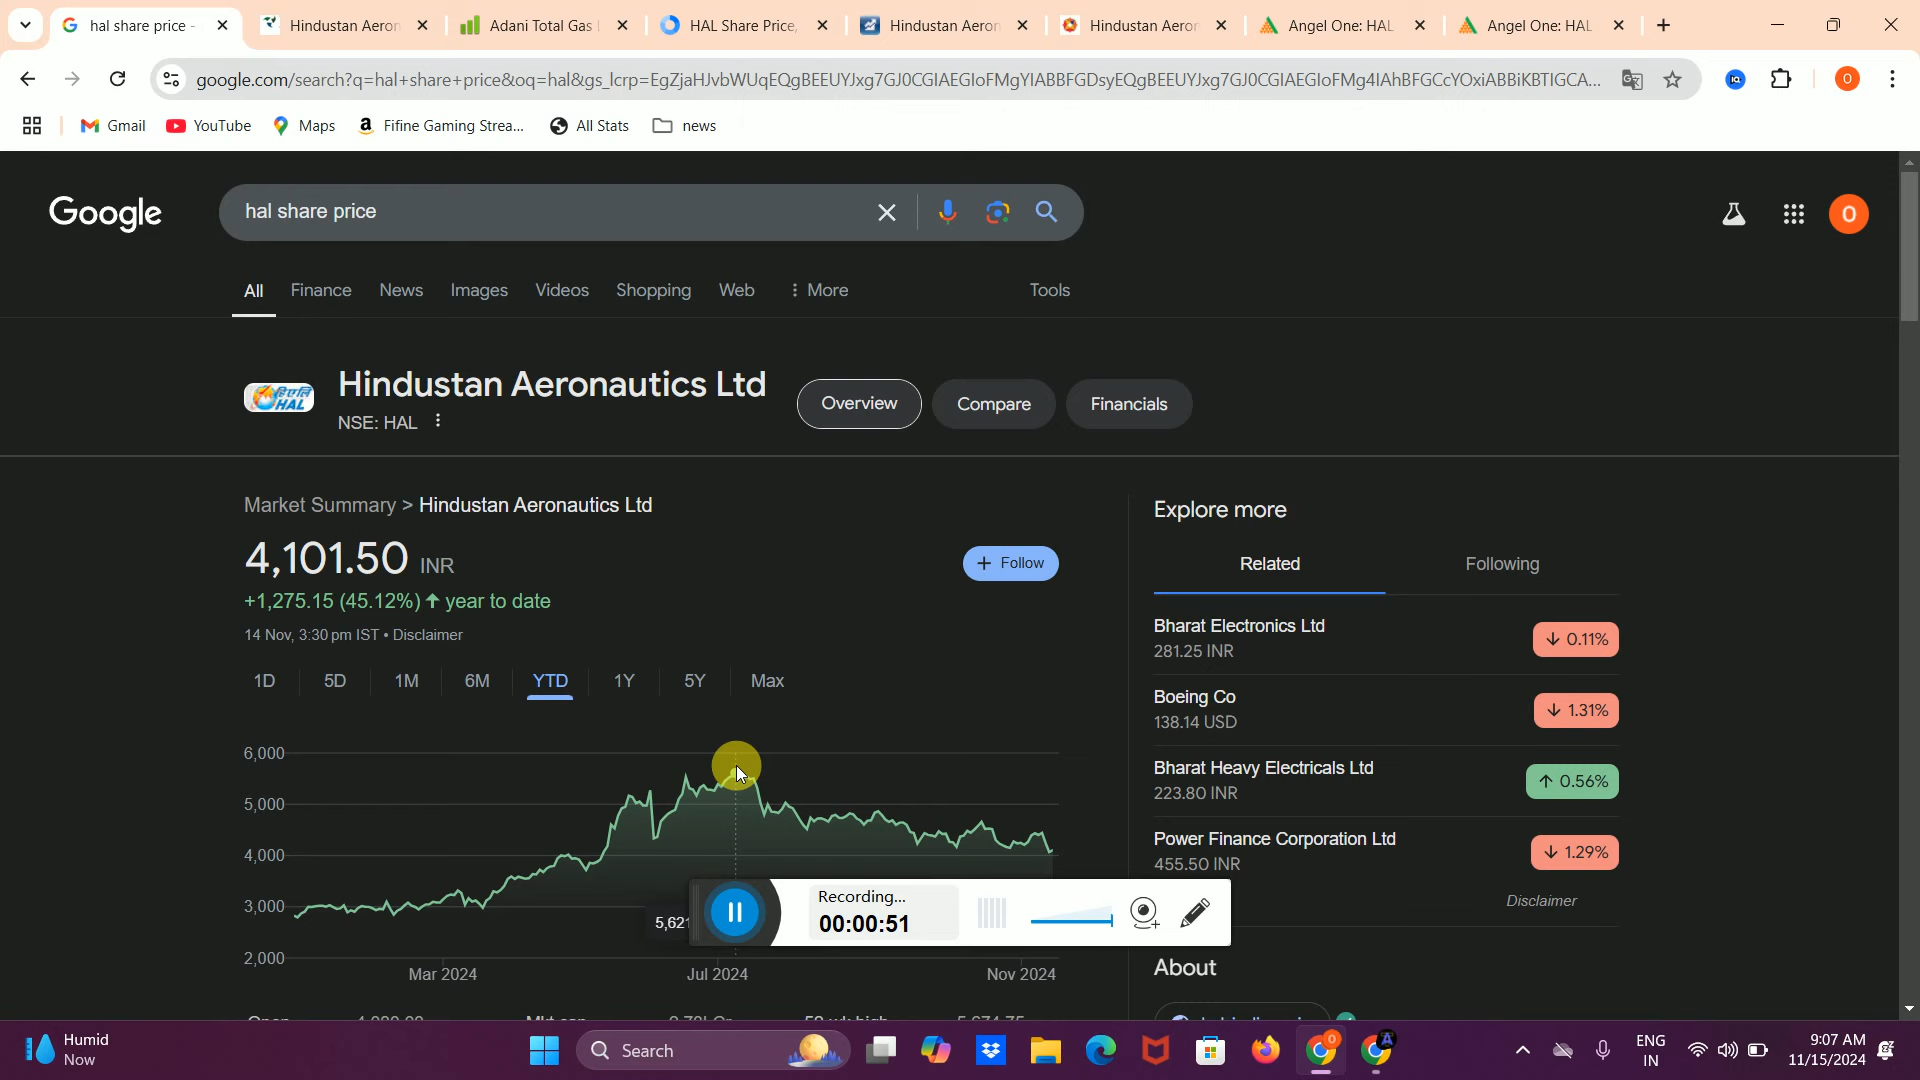 hal share price -
Hindustan Aeron
Adani Total Gas
HAL Share Price,
Hindustan Aeron
Hindustan Aeron
Angel One: HAL
Angel One: HAL
google.com/search?q=hal+share+price&oq=hal&gs_lcrp=EgZjaHJvbWUqEQgBEEUYJxg7GJ0CGIAEGIoFMgYIABBFGDsyEQgBEEUYJxg7GJ0CGIAEGIoFMg4IAhBFGCcYOxiABBiKBTIGCA...
O
Gmail
YouTube
Maps
Fifine Gaming Strea...
All Stats
news
Google
hal share price
O
All
Finance
News
Images
Videos
Shopping
Web
More
Tools
HAL
Hindustan Aeronautics Ltd
NSE: HAL
Overview
Compare
Financials
Market Summary > Hindustan Aeronautics Ltd
4,101.50 INR
+ Follow
+1,275.15 (45.12%) ↑ year to date
14 Nov, 3:30 pm IST • Disclaimer
1D
5D
1M
6M
YTD
1Y
5Y
Max
6,000
5,000
4,000
3,000
2,000
5,621
Mar 2024
Jul 2024
Nov 2024
Explore more
Related
Following
Bharat Electronics Ltd
281.25 INR
↓ 0.11%
Boeing Co
138.14 USD
↓ 1.31%
Bharat Heavy Electricals Ltd
223.80 INR
↑ 0.56%
Power Finance Corporation Ltd
455.50 INR
↓ 1.29%
Disclaimer
About
Recording...
00:00:51
Humid
Now
Search
ENG
IN
9:07 AM
11/15/2024